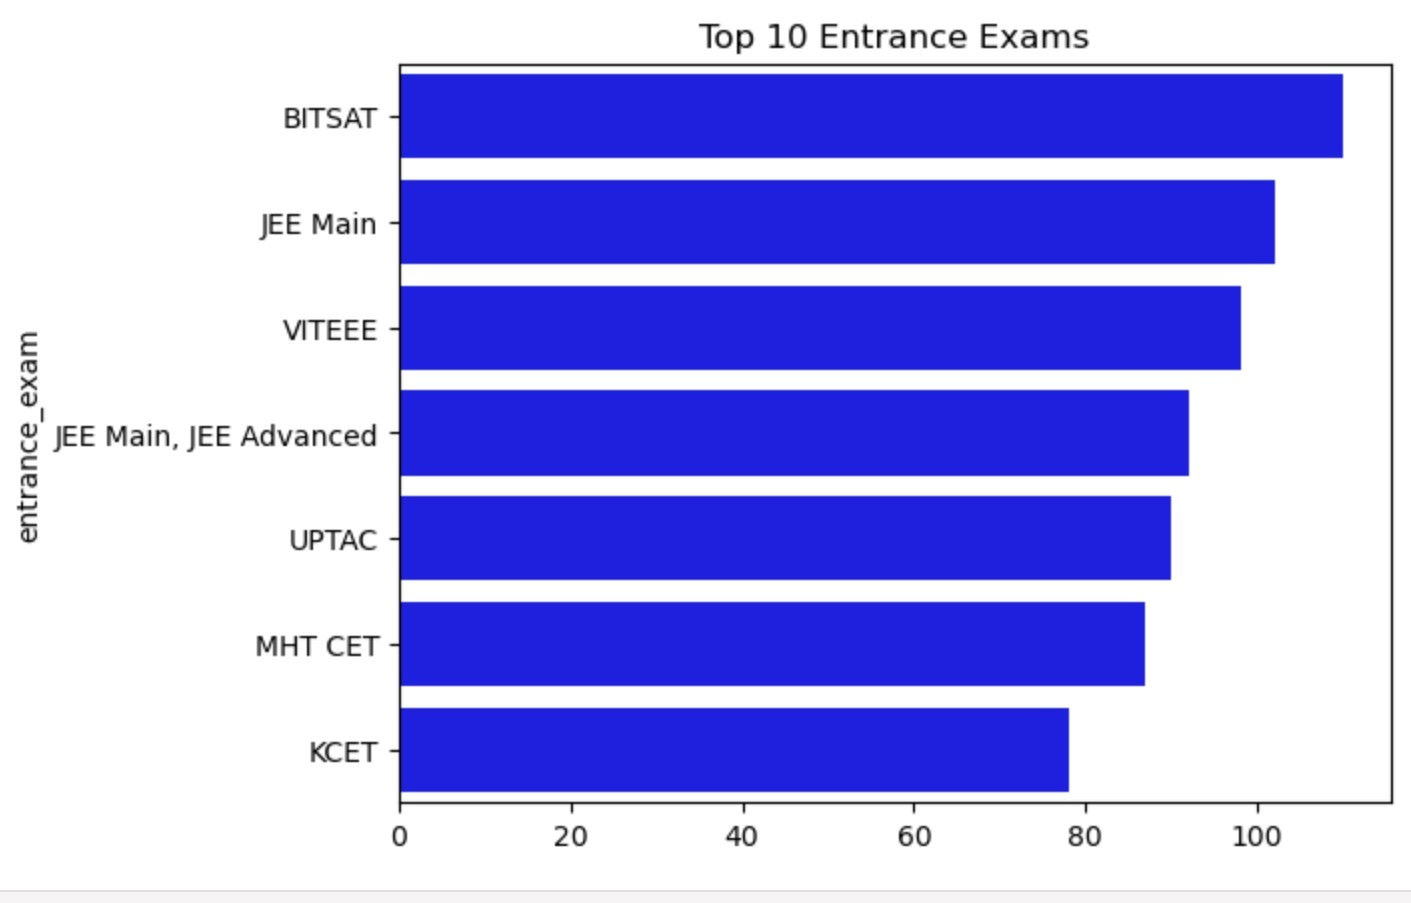 Top 10 Entrance Exams
entrance_exam
BITSAT
JEE Main
VITEEE
JEE Main, JEE Advanced
UPTAC
MHT CET
KCET
0 20 40 60 80 100